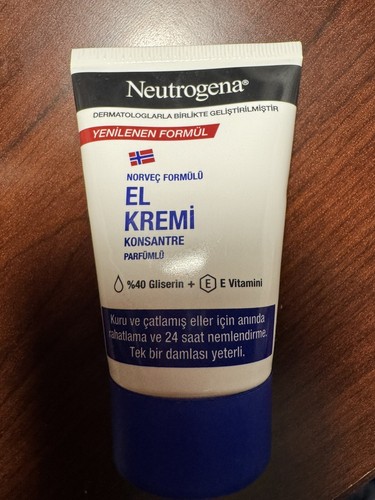 Neutrogena®
DERMATOLOGLARLA BİRLİKTE GELİŞTİRİLMİŞTİR
YENİLENEN FORMÜL
NORVEÇ FORMÜLÜ
EL
KREMİ
KONSANTRE
PARFÜMLÜ
%40 Gliserin + E E Vitamini
Kuru ve çatlamış eller için anında
rahatlama ve 24 saat nemlendirme.
Tek bir damlası yeterli.